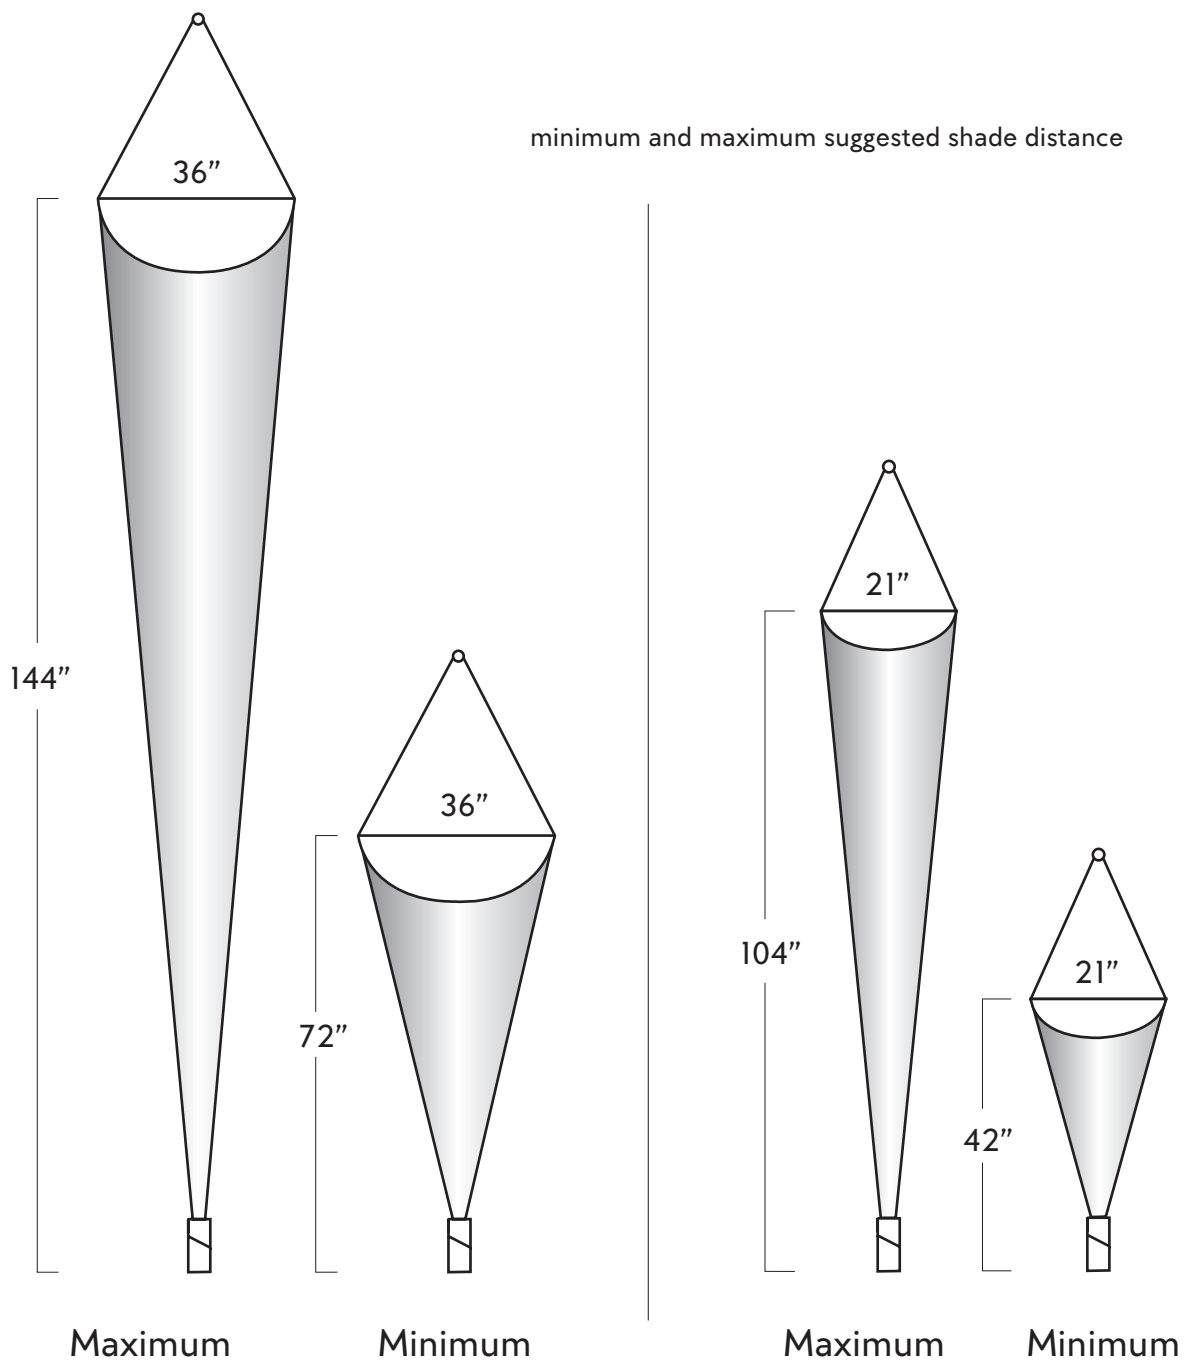 minimum and maximum suggested shade distance
36”
144”
36”
72”
21”
104”
21”
42”
Maximum
Minimum
Maximum
Minimum